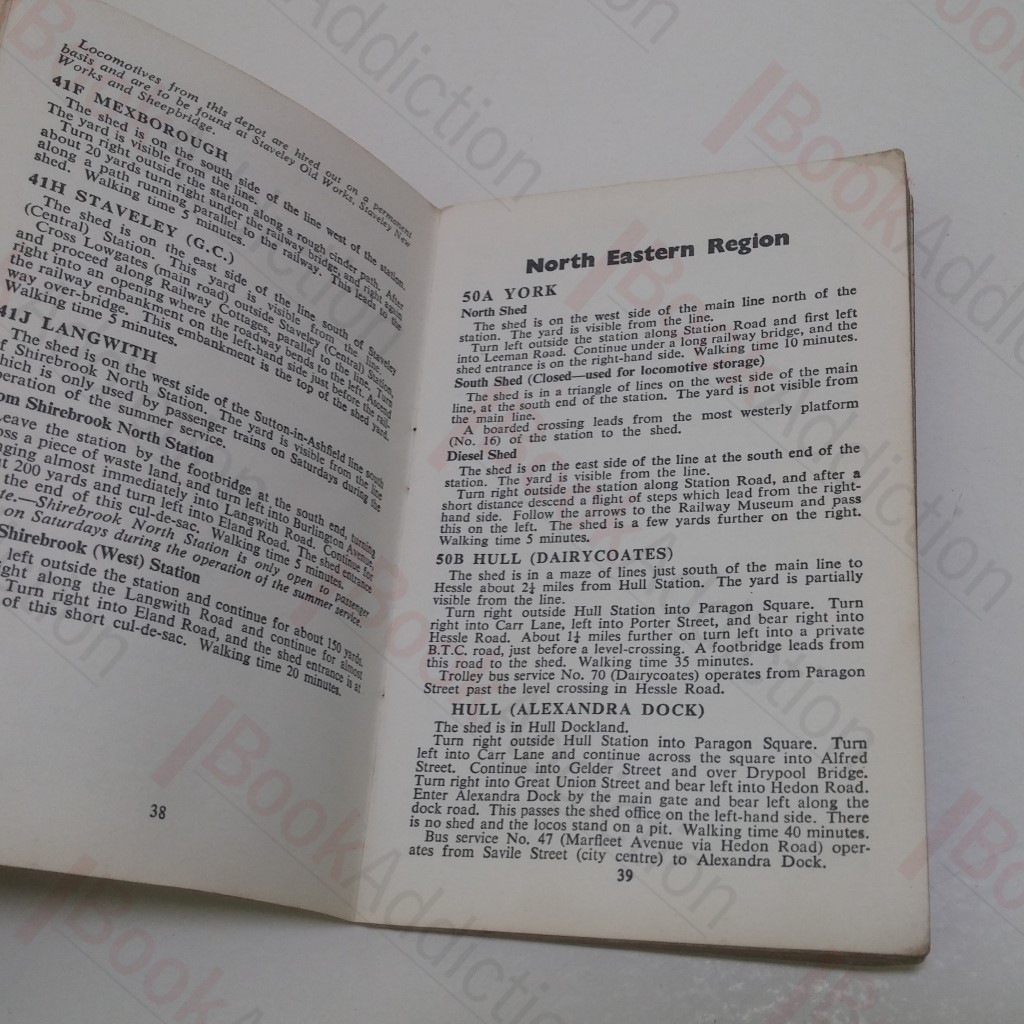 Locomotives from this depot are hired out on a permanent
basis and are to be found at Staveley Old Works, Staveley New
Works and Sheepbridge.
41F MEXBOROUGH
The shed is on the south side of the line west of the station.
The yard is visible from the line.
Turn right outside the station along a rough cinder path. After
about 20 yards turn right under the railway bridge, and right again
along a path running parallel to the railway. This leads to the
shed. Walking time 5 minutes.
41H STAVELEY (G.C.)
The shed is on the east side of the line south of Staveley
(Central) Station. This yard is visible from the line.
Cross Lowgates (main road) outside Staveley (Central) Station,
and proceed along Railway Cottages, parallel to the line. Turn
right into an opening where the roadway bends to the left. Ascend
the railway embankment on the left-hand side just before the rail-
way over-bridge. This embankment is the top of the shed yard.
Walking time 5 minutes.
41J LANGWITH
The shed is on the west side of the Sutton-in-Ashfield line south
of Shirebrook North Station. The yard is visible from the line
which is only used by passenger trains on Saturdays during the
operation of the summer service.
om Shirebrook North Station
Leave the station by the footbridge at the south end, turning
oss a piece of waste land, and turn left into Burlington Avenue,
nging almost immediately into Langwith Road. Continue for
t 200 yards and turn left into Eland Road. The shed entrance
the end of this cul-de-sac. Walking time 5 minutes.
te.—Shirebrook North Station is only open to passenger
on Saturdays during the operation of the summer service.
Shirebrook (West) Station
left outside the station and continue for about 150 yards.
ight along the Langwith Road and continue for almost
Turn right into Eland Road, and the shed entrance is at
of this short cul-de-sac. Walking time 20 minutes.
38
North Eastern Region
50A YORK
North Shed
The shed is on the west side of the main line north of the
station. The yard is visible from the line.
Turn left outside the station along Station Road and first left
into Leeman Road. Continue under a long railway bridge, and the
shed entrance is on the right-hand side. Walking time 10 minutes.
South Shed (Closed—used for locomotive storage)
The shed is in a triangle of lines on the west side of the main
line, at the south end of the station. The yard is not visible from
the main line.
A boarded crossing leads from the most westerly platform
(No. 16) of the station to the shed.
Diesel Shed
The shed is on the east side of the line at the south end of the
station. The yard is visible from the line.
Turn right outside the station along Station Road, and after a
short distance descend a flight of steps which lead from the right-
hand side. Follow the arrows to the Railway Museum and pass
this on the left. The shed is a few yards further on the right.
Walking time 5 minutes.
50B HULL (DAIRYCOATES)
The shed is in a maze of lines just south of the main line to
Hessle about 2¼ miles from Hull Station. The yard is partially
visible from the line.
Turn right outside Hull Station into Paragon Square. Turn
right into Carr Lane, left into Porter Street, and bear right into
Hessle Road. About 1¼ miles further on turn left into a private
B.T.C. road, just before a level-crossing. A footbridge leads from
this road to the shed. Walking time 35 minutes.
Trolley bus service No. 70 (Dairycoates) operates from Paragon
Street past the level crossing in Hessle Road.
HULL (ALEXANDRA DOCK)
The shed is in Hull Dockland.
Turn right outside Hull Station into Paragon Square. Turn
left into Carr Lane and continue across the square into Alfred
Street. Continue into Gelder Street and over Drypool Bridge.
Turn right into Great Union Street and bear left into Hedon Road.
Enter Alexandra Dock by the main gate and bear left along the
dock road. This passes the shed office on the left-hand side. There
is no shed and the locos stand on a pit. Walking time 40 minutes.
Bus service No. 47 (Marfleet Avenue via Hedon Road) oper-
ates from Savile Street (city centre) to Alexandra Dock.
39
BookAddiction